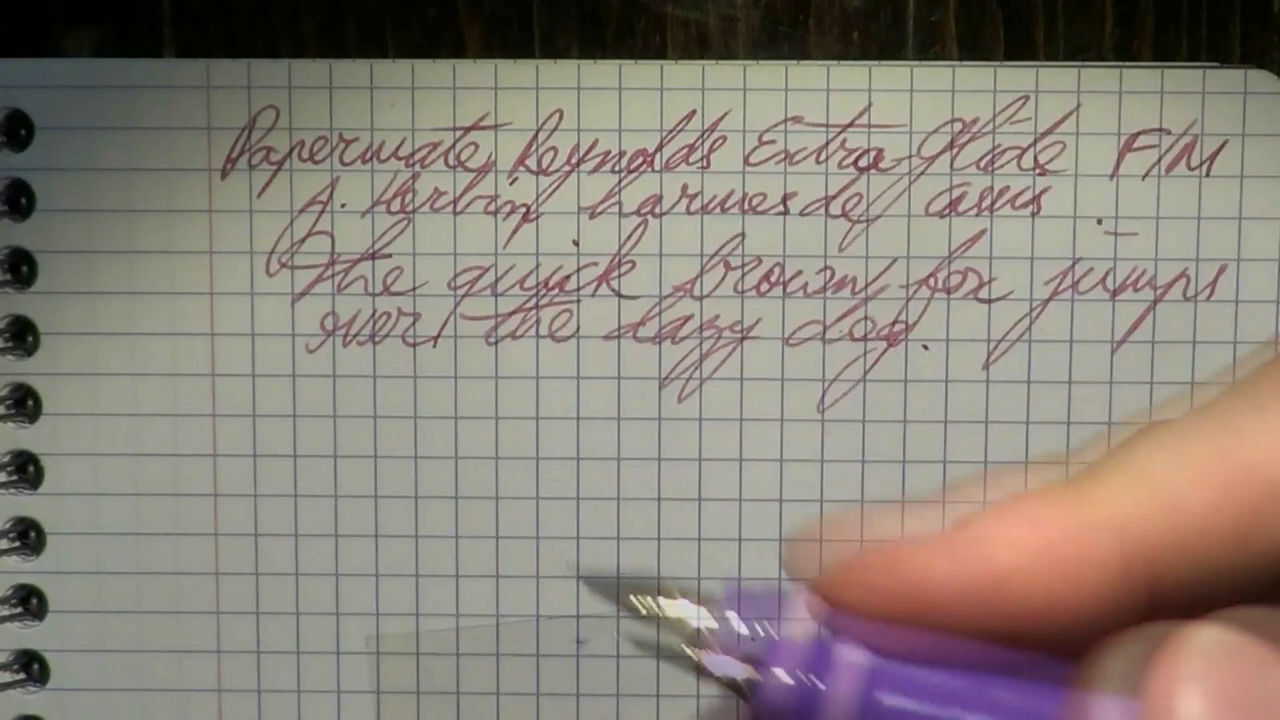 Papermate, Reynolds Extra-Glide F/M
A. Herbin larmes de cassis.
The quick brown fox jumps
over the lazy dog.